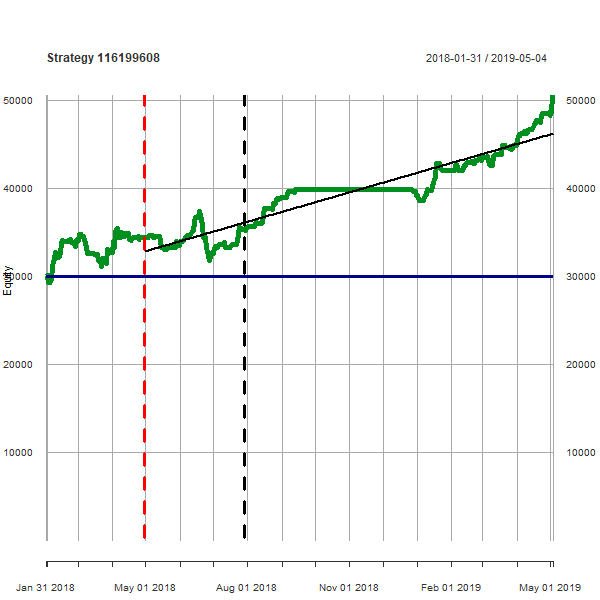 Strategy 116199608
2018-01-31 / 2019-05-04
50000
50000
40000
40000
30000
30000
Equity
20000
20000
10000
10000
Jan 31 2018
May 01 2018
Aug 01 2018
Nov 01 2018
Feb 01 2019
May 01 2019